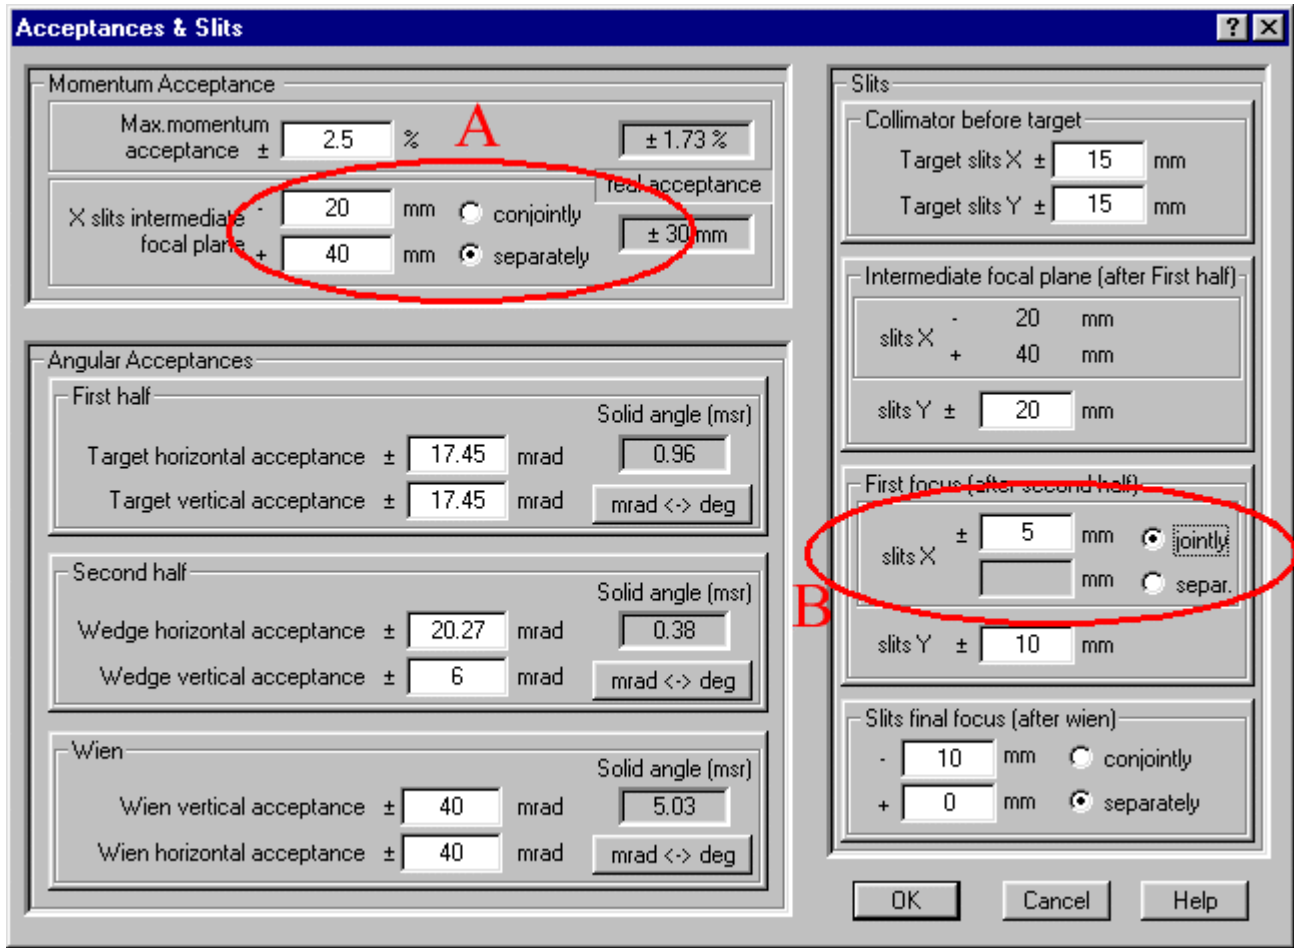 Acceptances & Slits
Momentum Acceptance
Max.momentum
acceptance ± 2.5 % ± 1.73 %
A
real acceptance
X slits intermediate
focal plane
- 20 mm conjointly
+ 40 mm separately
± 30 mm
Angular Acceptances
First half
Solid angle (msr)
Target horizontal acceptance ± 17.45 mrad 0.96
Target vertical acceptance ± 17.45 mrad mrad <-> deg
Second half
Solid angle (msr)
Wedge horizontal acceptance ± 20.27 mrad 0.38
Wedge vertical acceptance ± 6 mrad mrad <-> deg
Wien
Solid angle (msr)
Wien vertical acceptance ± 40 mrad 5.03
Wien horizontal acceptance ± 40 mrad mrad <-> deg
Slits
Collimator before target
Target slits X ± 15 mm
Target slits Y ± 15 mm
Intermediate focal plane (after First half)
slits X
- 20 mm
+ 40 mm
slits Y ± 20 mm
First focus (after second half)
slits X
± 5 mm jointly
mm separ.
B
slits Y ± 10 mm
Slits final focus (after wien)
- 10 mm conjointly
+ 0 mm separately
OK Cancel Help